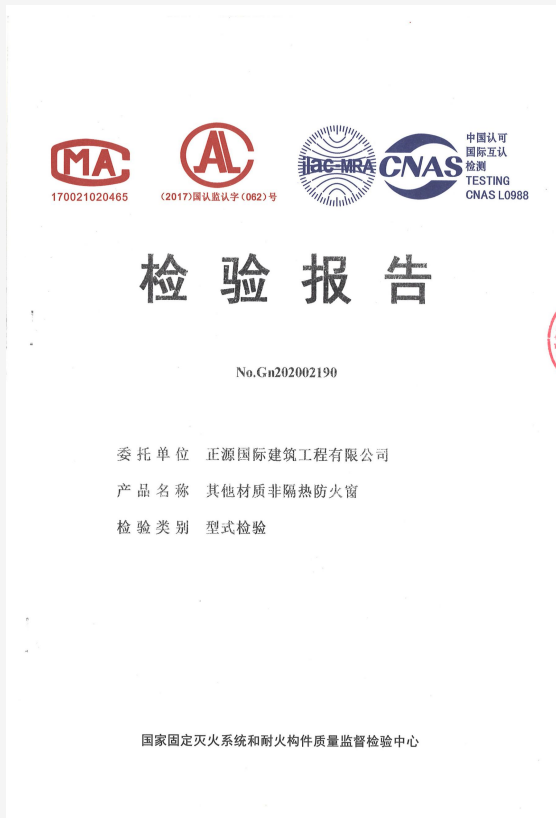 MA
170021020465
CAL
(2017)国认监认字(062)号
ilac-MRA
CNAS
中国认可
国际互认
检测
TESTING
CNAS L0988
检验报告
No.Gn202002190
委托单位 正源国际建筑工程有限公司
产品名称 其他材质非隔热防火窗
检验类别 型式检验
国家固定灭火系统和耐火构件质量监督检验中心